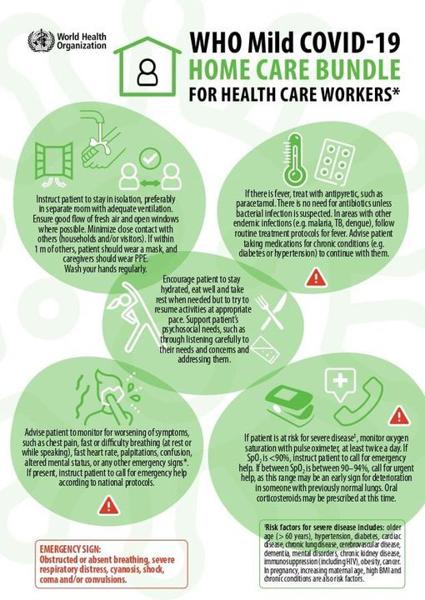 World Health
Organization
WHO Mild COVID-19
HOME CARE BUNDLE
FOR HEALTH CARE WORKERS*
Instruct patient to stay in isolation, preferably
in separate room with adequate ventilation.
Ensure good flow of fresh air and open windows
where possible. Minimize close contact with
others (households and/or visitors). If within
1 m of others, patient should wear a mask, and
caregivers should wear PPE.
Wash your hands regularly.
If there is fever, treat with antipyretic, such as
paracetamol. There is no need for antibiotics unless
bacterial infection is suspected. In areas with other
endemic infections (e.g. malaria, TB, dengue), follow
routine treatment protocols for fever. Advise patient
taking medications for chronic conditions (e.g.
diabetes or hypertension) to continue with them.
Encourage patient to stay
hydrated, eat well and take
rest when needed but to try to
resume activities at appropriate
pace. Support patient's
psychosocial needs, such as
through listening carefully to
their needs and concerns and
addressing them.
Advise patient to monitor for worsening of symptoms,
such as chest pain, fast or difficulty breathing (at rest or
while speaking), fast heart rate, palpitations, confusion,
altered mental status, or any other emergency signs*.
If present, instruct patient to call for emergency help
according to national protocols.
If patient is at risk for severe disease¹, monitor oxygen
saturation with pulse oximeter, at least twice a day. If
SpO₂ is <90%, instruct patient to call for emergency
help. If between SpO₂ is between 90–94%, call for urgent
help, as this range may be an early sign for deterioration
in someone with previously normal lungs. Oral
corticosteroids may be prescribed at this time.
EMERGENCY SIGN:
Obstructed or absent breathing, severe
respiratory distress, cyanosis, shock,
coma and/or convulsions.
¹Risk factors for severe disease includes: older
age (> 60 years), hypertension, diabetes, cardiac
disease, chronic lung disease, cerebrovascular disease,
dementia, mental disorders, chronic kidney disease,
immunosuppression (including HIV), obesity, cancer.
In pregnancy, increasing maternal age, high BMI and
chronic conditions are also risk factors.